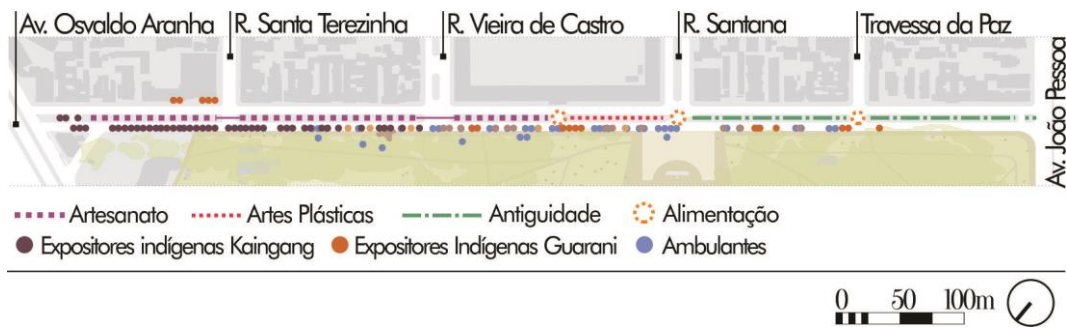 Av. Osvaldo Aranha R. Santa Terezinha R. Vieira de Castro R. Santana Travessa da Paz
Av. João Pessoa
Artesanato Artes Plásticas Antiguidade Alimentação
Expositores indígenas Kaingang Expositores Indígenas Guarani Ambulantes
0 50 100m